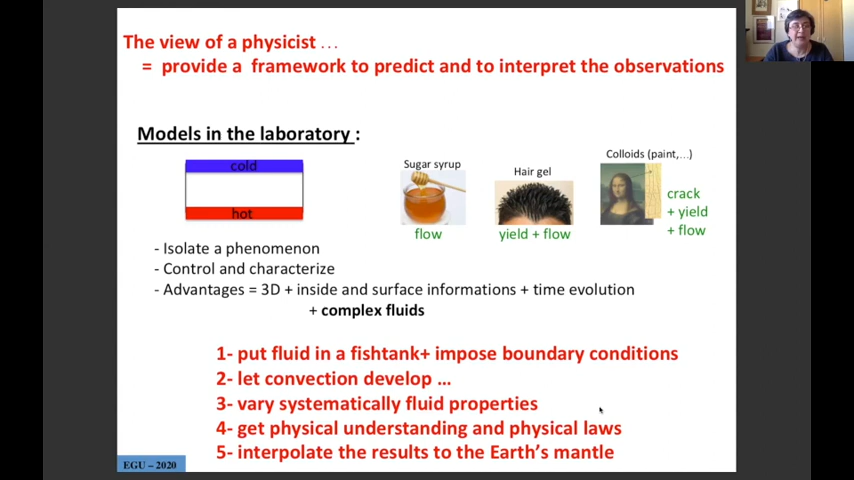 The view of a physicist ...
= provide a framework to predict and to interpret the observations
Models in the laboratory :
cold
hot
Sugar syrup
flow
Hair gel
yield + flow
Colloids (paint,...)
crack
+ yield
+ flow
- Isolate a phenomenon
- Control and characterize
- Advantages = 3D + inside and surface informations + time evolution
+ complex fluids
1- put fluid in a fishtank+ impose boundary conditions
2- let convection develop ...
3- vary systematically fluid properties
4- get physical understanding and physical laws
5- interpolate the results to the Earth's mantle
EGU – 2020